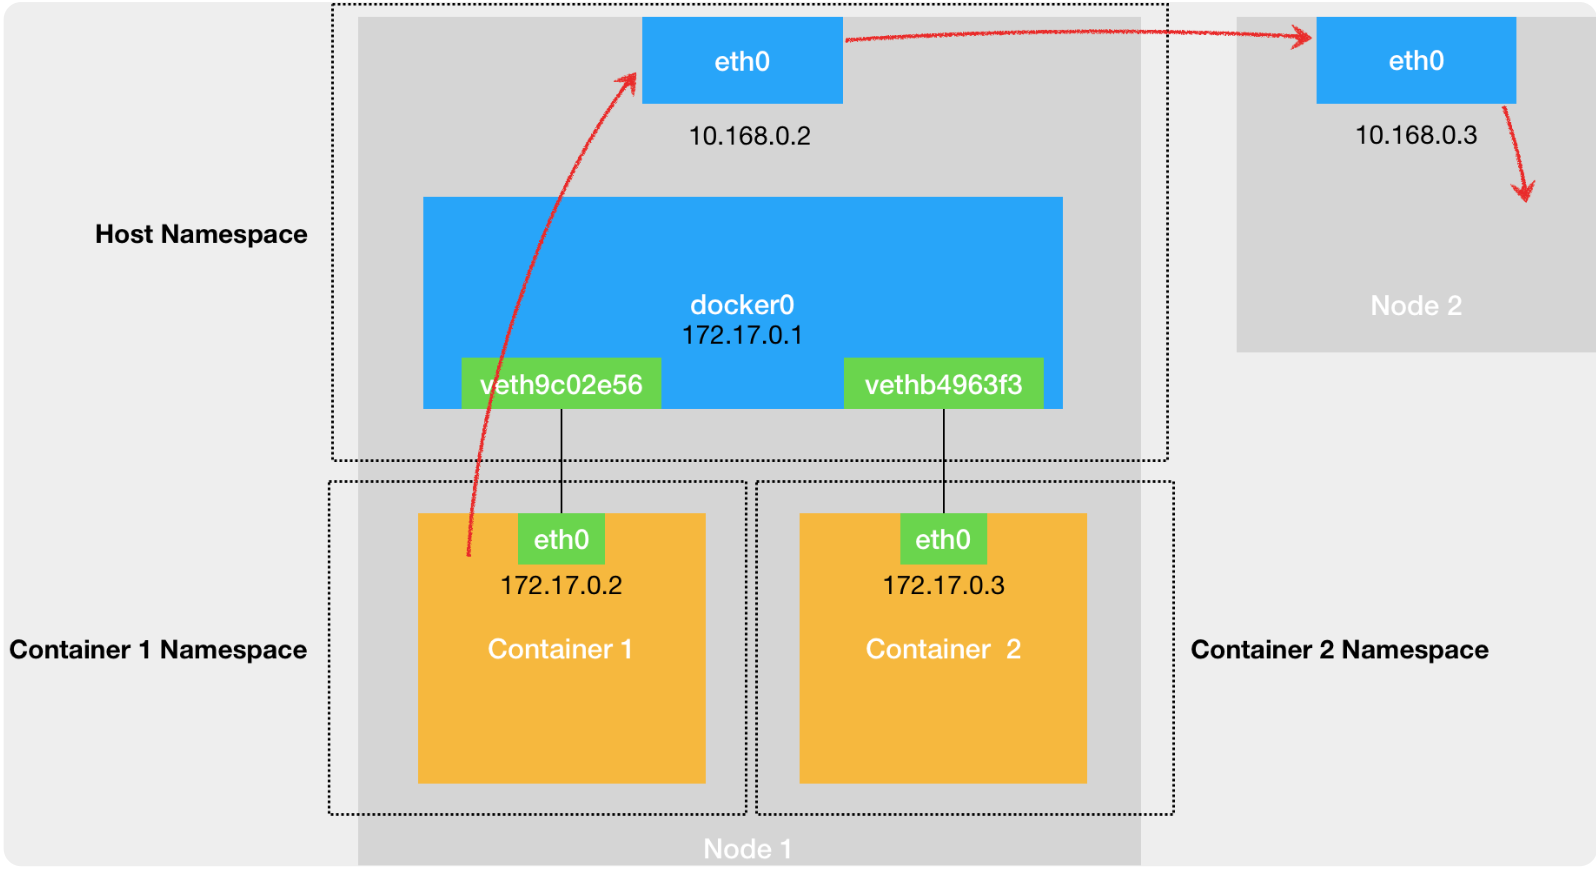 eth0
10.168.0.2
eth0
10.168.0.3
Host Namespace
docker0
172.17.0.1
veth9c02e56
vethb4963f3
Node 2
eth0
172.17.0.2
Container 1
eth0
172.17.0.3
Container 2
Container 1 Namespace
Container 2 Namespace
Node 1